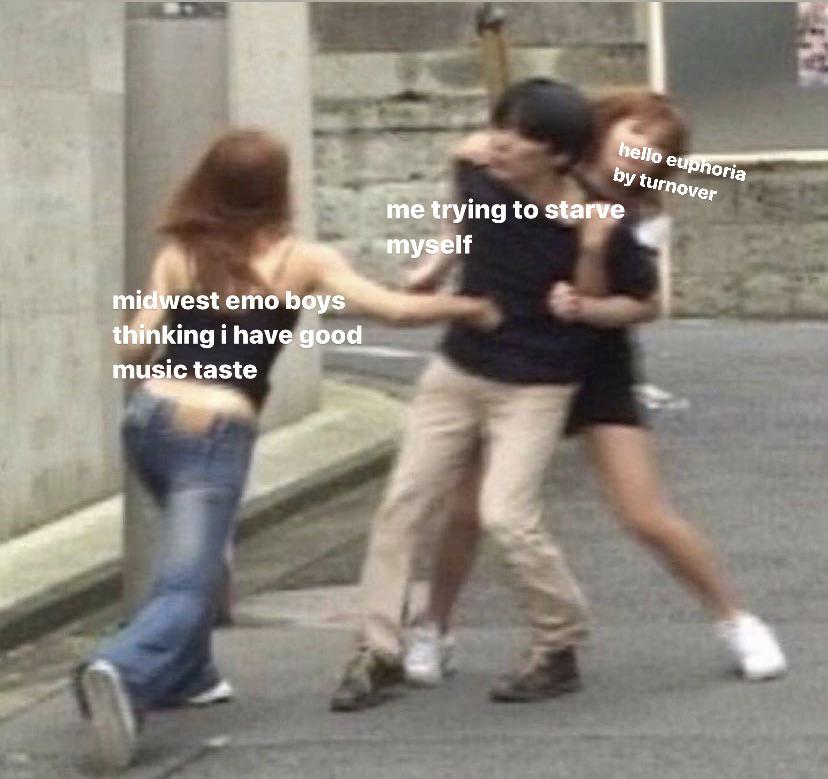 hello euphoria
by turnover
me trying to starve
myself
midwest emo boys
thinking i have good
music taste